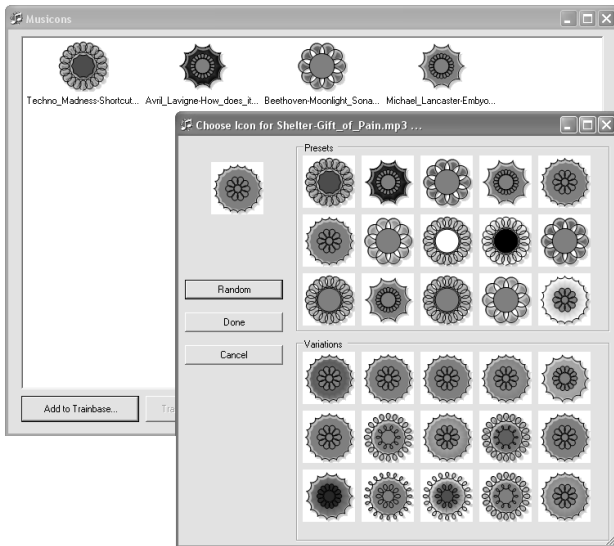 Musicons
Techno_Madness-Shortcut... Avril_Lavigne-How_does_it... Beethoven-Moonlight_Sona... Michael_Lancaster-Embyo...
Choose Icon for Shelter-Gift_of_Pain.mp3 ...
Presets
Random
Done
Cancel
Variations
Add to Trainbase...